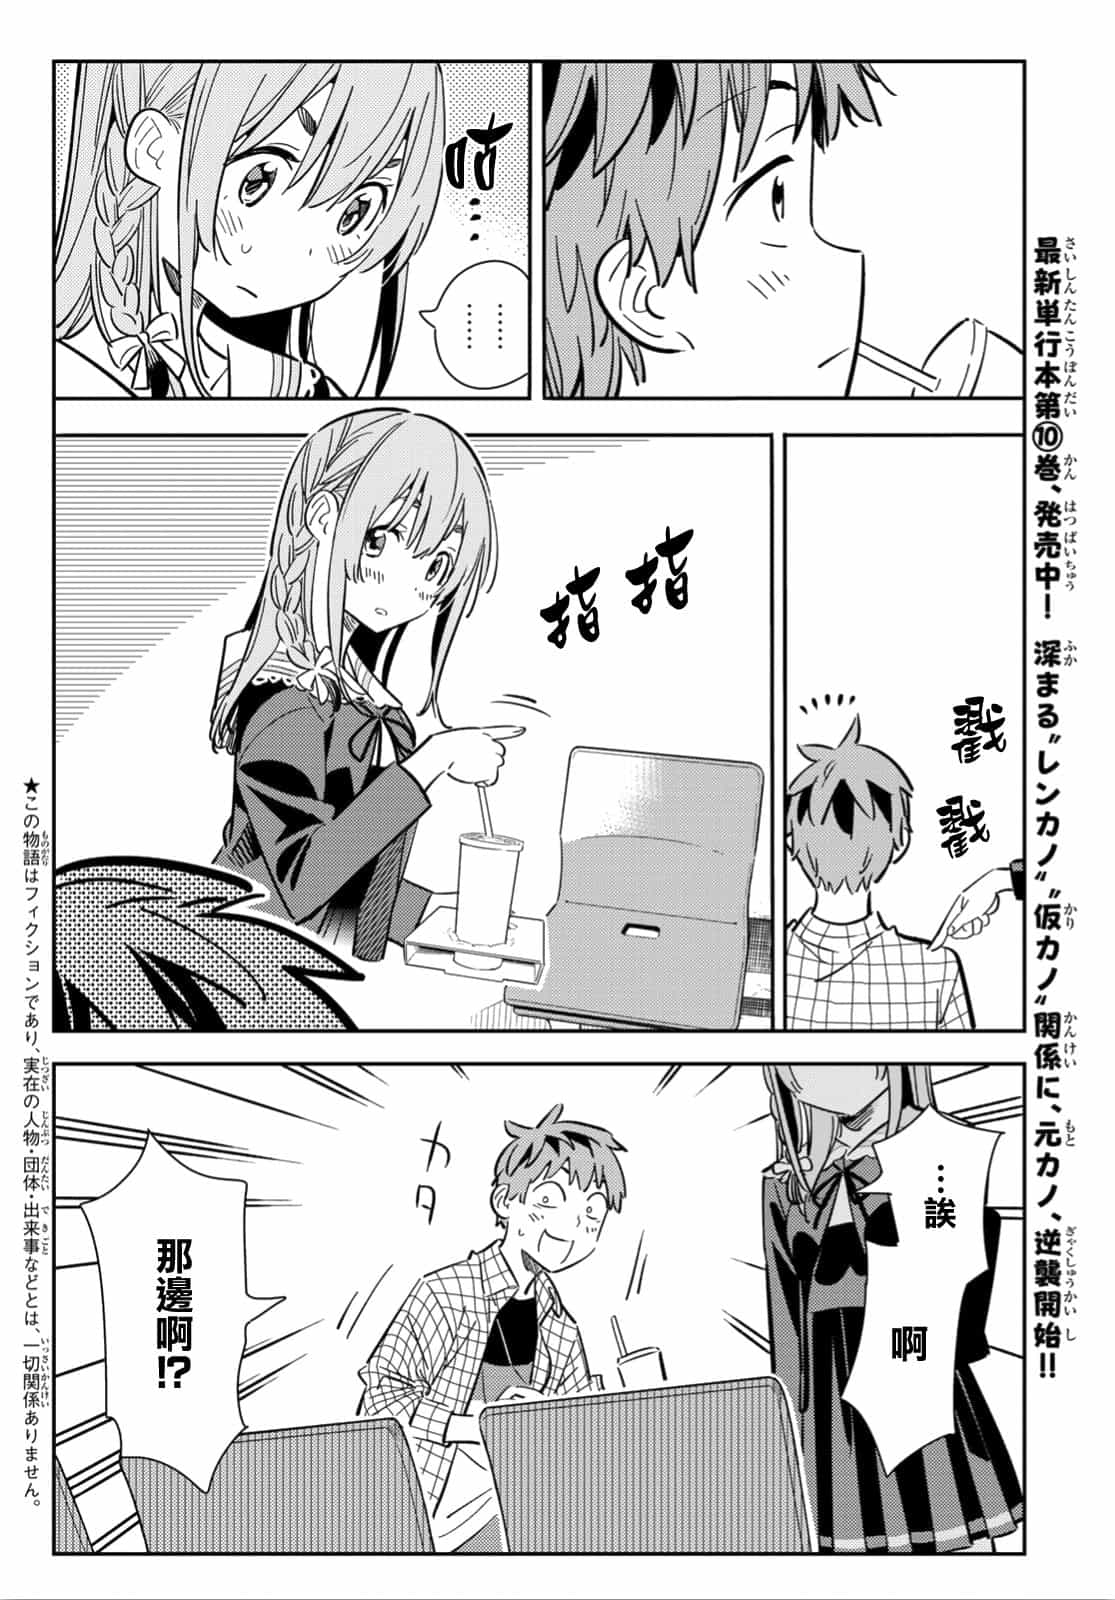 最新単行本第⑩巻、発売中！ 深まる〝レンカノ〟〝仮カノ〟関係に、元カノ、逆襲開始!!
咕……
………
………
戳
戳
指
指
…誒
啊
カタ
那邊啊!?
★この物語はフィクションであり、実在の人物・団体・出来事などとは、一切関係ありません。